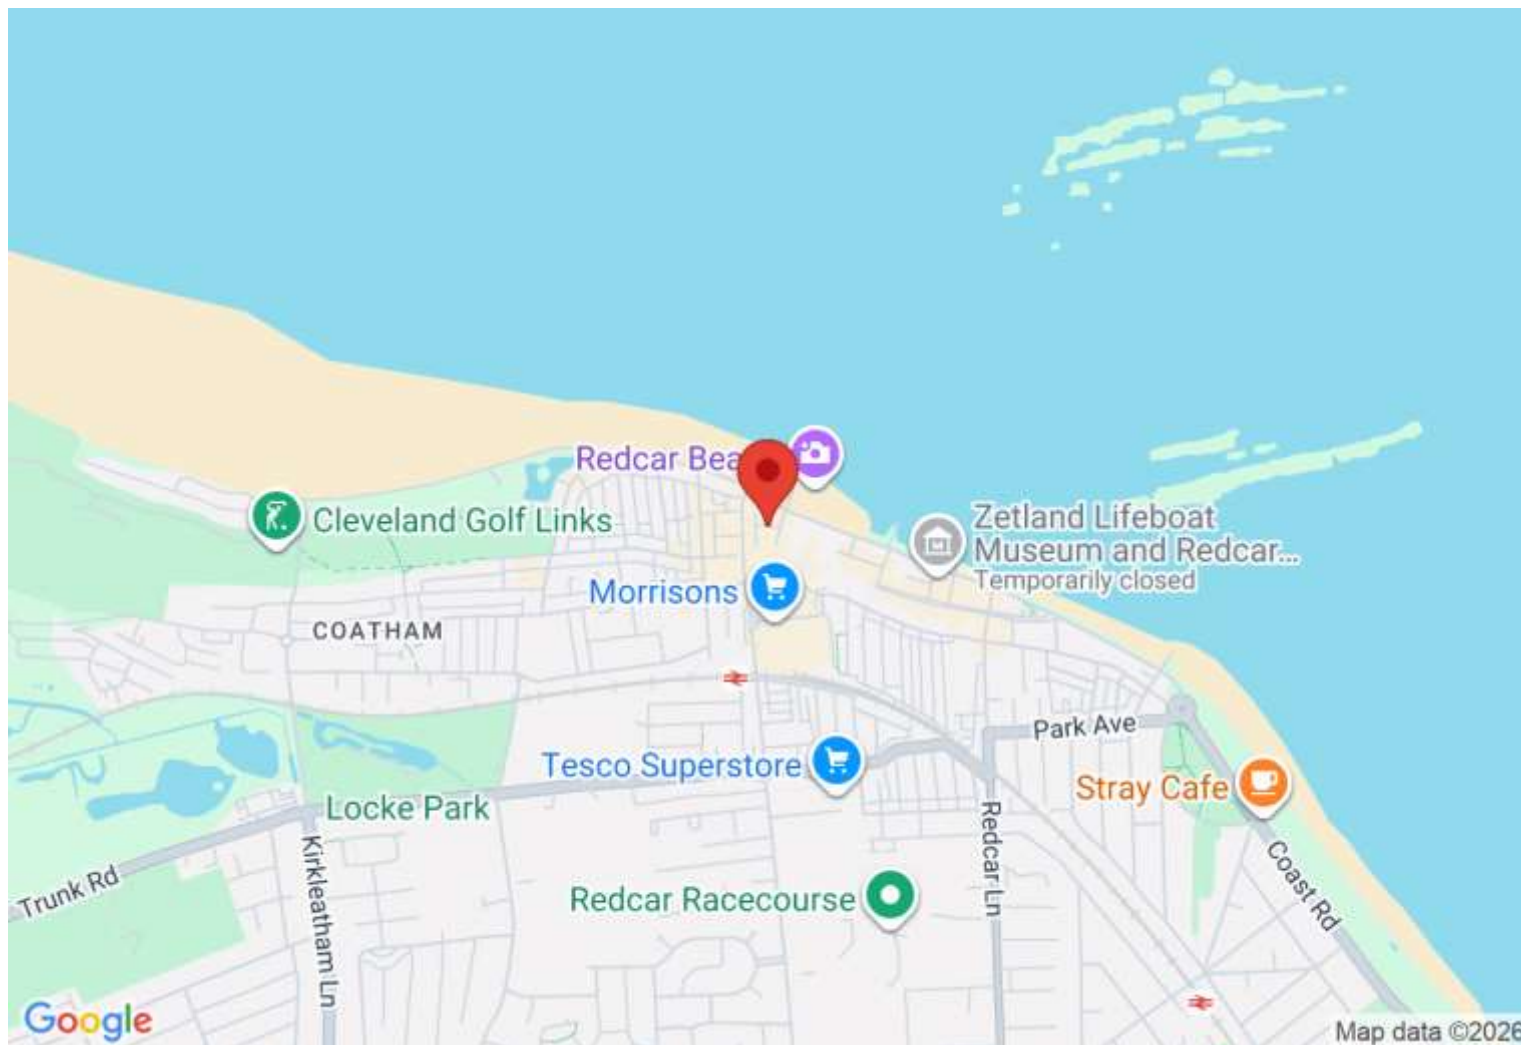 Redcar Bea
Zetland Lifeboat
Museum and Redcar...
Temporarily closed
Cleveland Golf Links
Morrisons
COATHAM
Park Ave
Tesco Superstore
Stray Cafe
Locke Park
Redcar Ln
Kirkleatham Ln
Trunk Rd
Coast Rd
Redcar Racecourse
Google
Map data ©2026